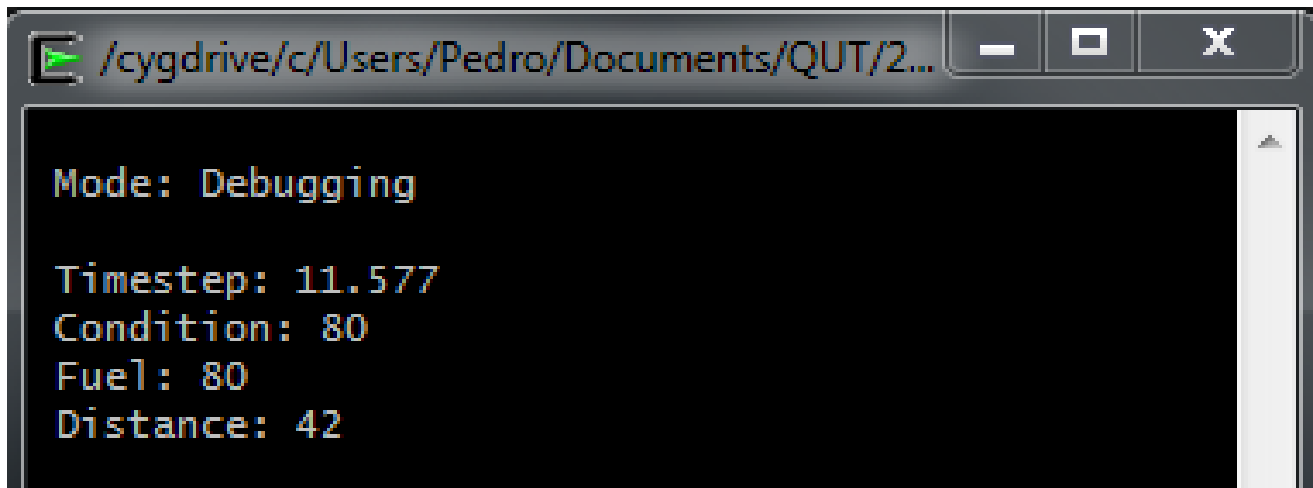 /cygdrive/c/Users/Pedro/Documents/QUT/2...
Mode: Debugging
Timestep: 11.577
Condition: 80
Fuel: 80
Distance: 42